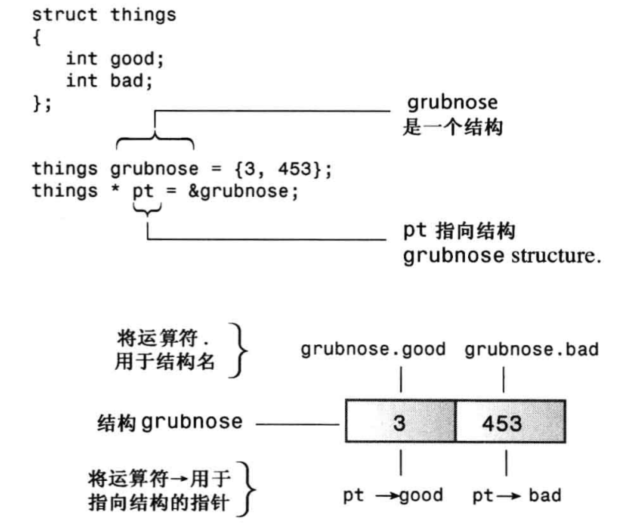 struct things
{
int good;
int bad;
};
grubnose
是一个结构
things grubnose = {3, 453};
things * pt = &grubnose;
pt 指向结构
grubnose structure.
将运算符 .
用于结构名
grubnose.good grubnose.bad
结构 grubnose
3 453
将运算符→用于
指向结构的指针
pt →good pt→ bad